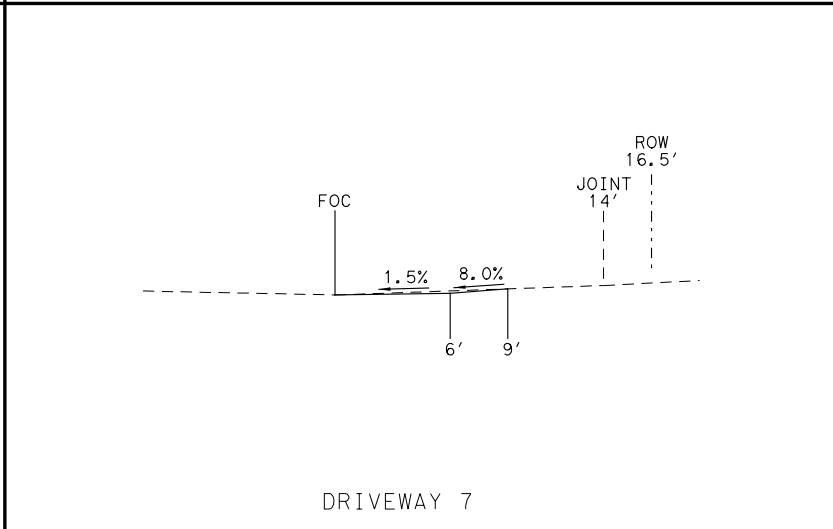 ROW
16.5'
JOINT
14'
FOC
1.5%
8.0%
6'
9'
DRIVEWAY 7